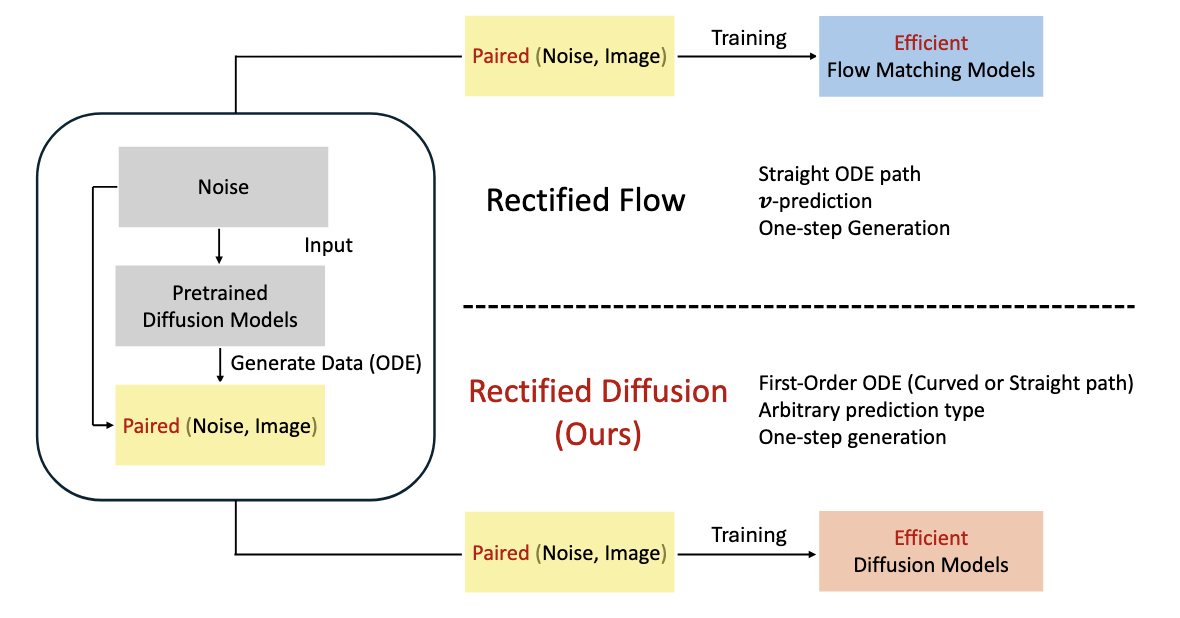 Paired (Noise, Image)
Training
Efficient
Flow Matching Models
Noise
Input
Pretrained
Diffusion Models
Generate Data (ODE)
Paired (Noise, Image)
Rectified Flow
Straight ODE path
𝒗-prediction
One-step Generation
Rectified Diffusion
(Ours)
First-Order ODE (Curved or Straight path)
Arbitrary prediction type
One-step generation
Paired (Noise, Image)
Training
Efficient
Diffusion Models